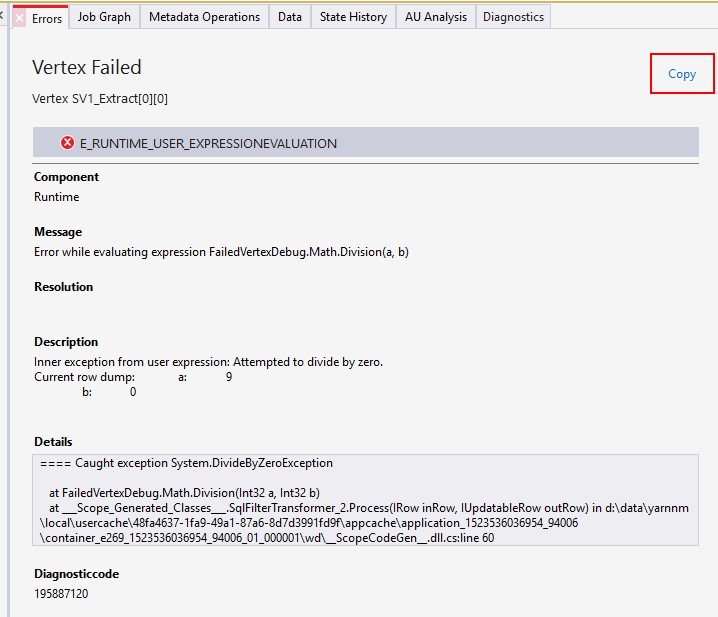 Errors
Job Graph
Metadata Operations
Data
State History
AU Analysis
Diagnostics
Vertex Failed
Copy
Vertex SV1_Extract[0][0]
E_RUNTIME_USER_EXPRESSIONEVALUATION
Component
Runtime
Message
Error while evaluating expression FailedVertexDebug.Math.Division(a, b)
Resolution
Description
Inner exception from user expression: Attempted to divide by zero.
Current row dump: a: 9
b: 0
Details
==== Caught exception System.DivideByZeroException
at FailedVertexDebug.Math.Division(Int32 a, Int32 b)
at ___Scope_Generated_Classes___.SqlFilterTransformer_2.Process(IRow inRow, IUpdatableRow outRow) in d:\data\yarnnm
\local\usercache\48fa4637-1fa9-49a1-87a6-8d7d3991fd9f\appcache\application_1523536036954_94006
\container_e269_1523536036954_94006_01_000001\wd\__ScopeCodeGen__.dll.cs:line 60
Diagnosticcode
195887120